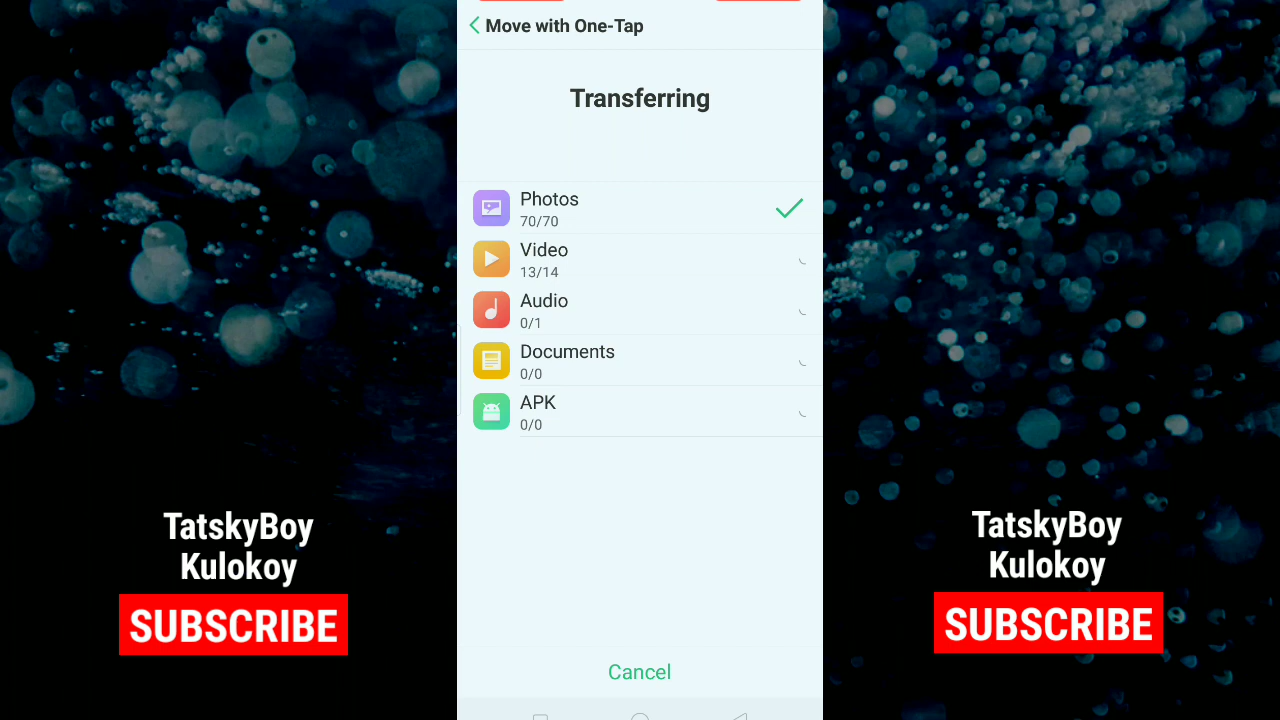 Move with One-Tap
Transferring
Photos
70/70
Video
13/14
Audio
0/1
Documents
0/0
APK
0/0
Cancel
TatskyBoy
Kulokoy
SUBSCRIBE
TatskyBoy
Kulokoy
SUBSCRIBE